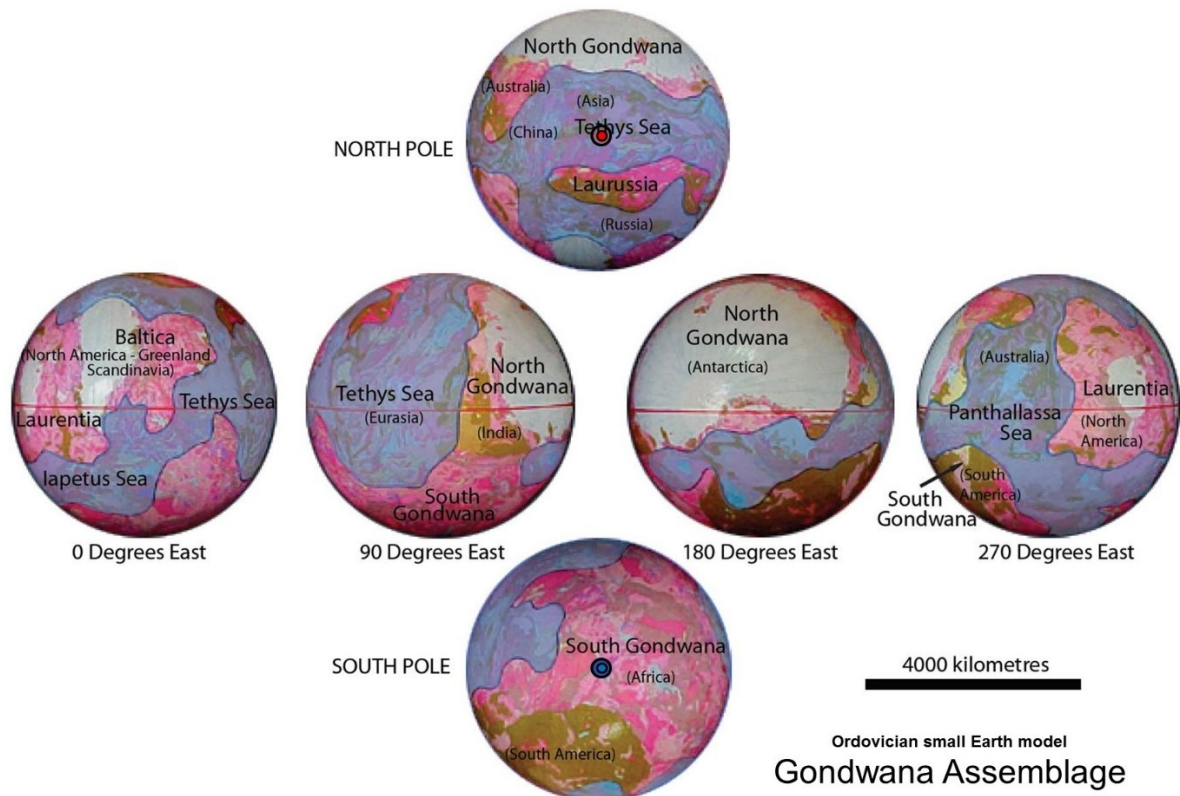 North Gondwana
(Australia)
(Asia)
(China)
Tethys Sea
NORTH POLE
Laurussia
(Russia)
Baltica
(North America - Greenland
Scandinavia)
Laurentia
Tethys Sea
Iapetus Sea
0 Degrees East
North
Gondwana
Tethys Sea
(Eurasia)
(India)
South
Gondwana
90 Degrees East
North
Gondwana
(Antarctica)
180 Degrees East
(Australia)
Laurentia
Panthallassa
Sea
(North
America)
(South
America)
South
Gondwana
270 Degrees East
SOUTH POLE
South Gondwana
(Africa)
(South America)
4000 kilometres
Ordovician small Earth model
Gondwana Assemblage